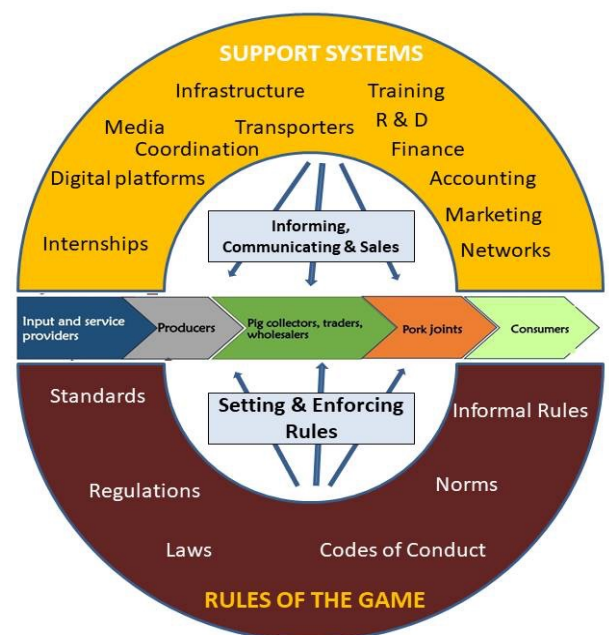 SUPPORT SYSTEMS
Infrastructure
Training
Media
Transporters
R & D
Coordination
Finance
Digital platforms
Accounting
Marketing
Internships
Networks
Informing,
Communicating & Sales
Input and service
providers
Producers
Pig collectors, traders,
wholesalers
Pork joints
Consumers
Setting & Enforcing
Rules
Standards
Informal Rules
Regulations
Norms
Laws
Codes of Conduct
RULES OF THE GAME